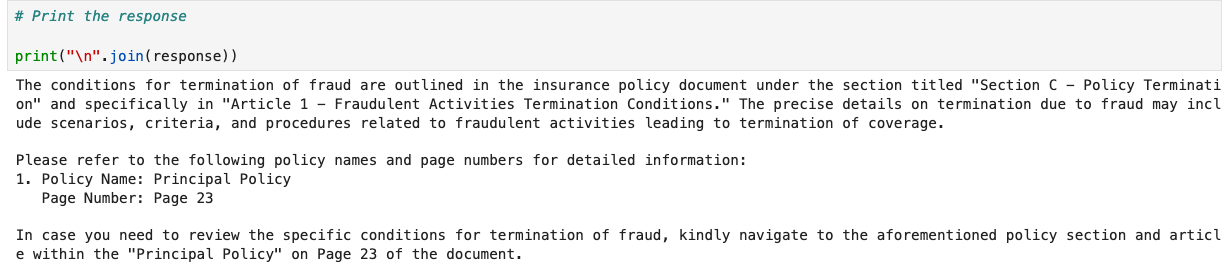 # Print the response
print("\n".join(response))
The conditions for termination of fraud are outlined in the insurance policy document under the section titled "Section C – Policy Terminati
on" and specifically in "Article 1 – Fraudulent Activities Termination Conditions." The precise details on termination due to fraud may incl
ude scenarios, criteria, and procedures related to fraudulent activities leading to termination of coverage.
Please refer to the following policy names and page numbers for detailed information:
1. Policy Name: Principal Policy
Page Number: Page 23
In case you need to review the specific conditions for termination of fraud, kindly navigate to the aforementioned policy section and articl
e within the "Principal Policy" on Page 23 of the document.